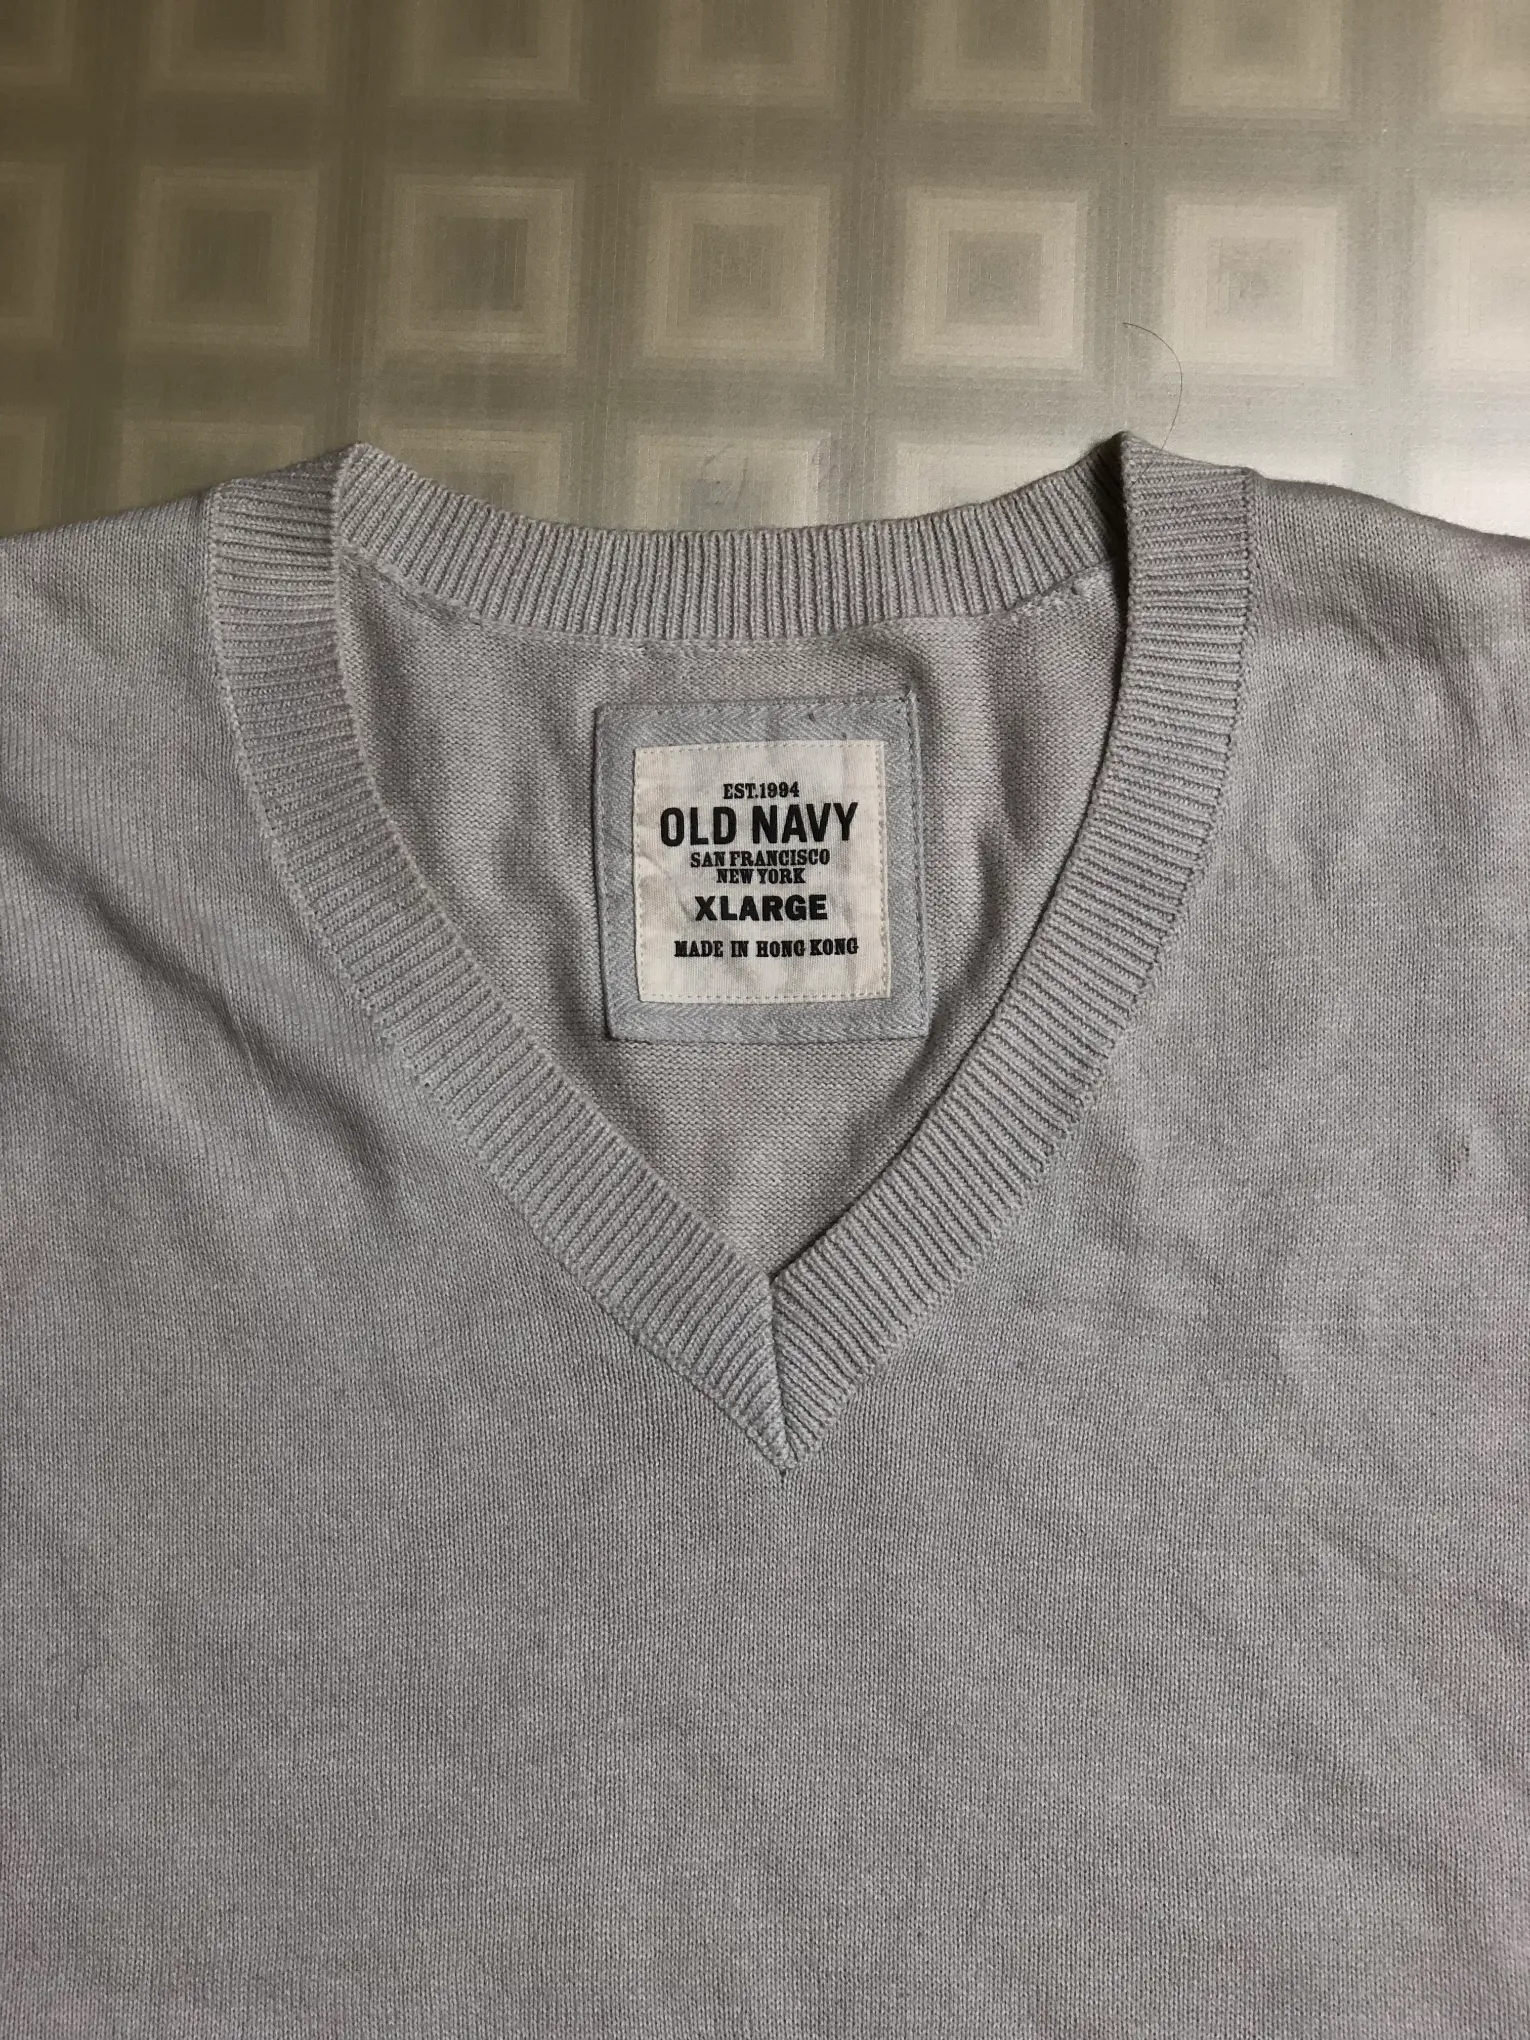 EST.1994
OLD NAVY
SAN FRANCISCO
NEW YORK
XLARGE
MADE IN HONG KONG